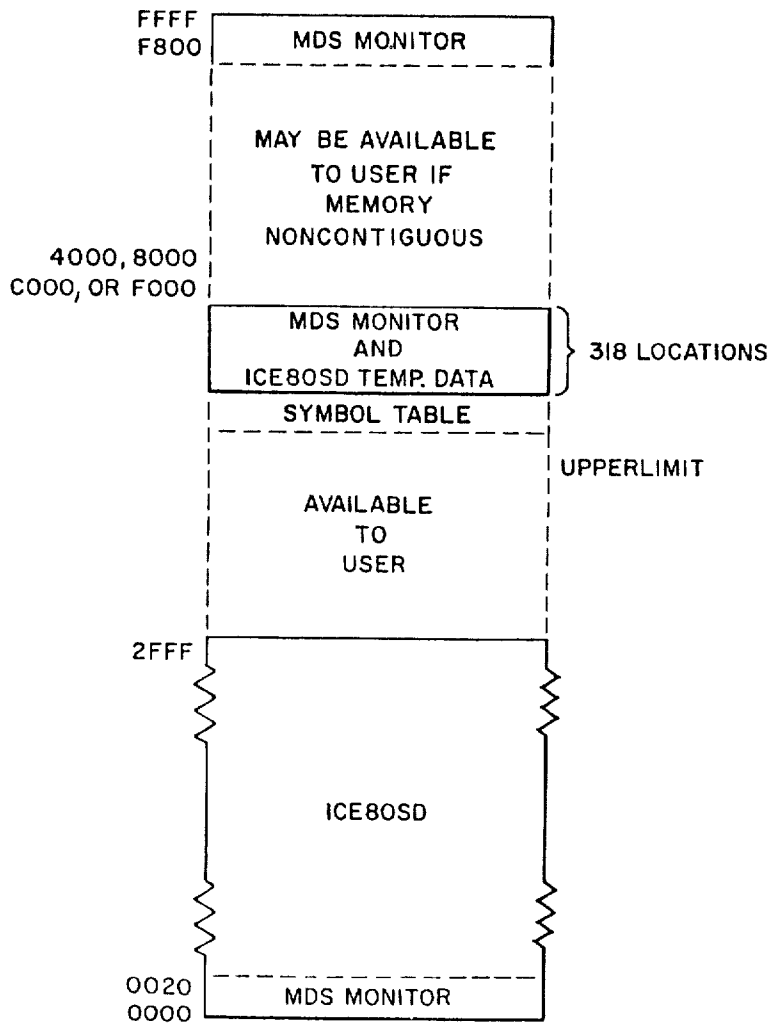 FFFF
F800
MDS MONITOR
MAY BE AVAILABLE
TO USER IF
MEMORY
NONCONTIGUOUS
4000, 8000
C000, OR F000
MDS MONITOR
AND
ICE80SD TEMP. DATA
318 LOCATIONS
SYMBOL TABLE
UPPERLIMIT
AVAILABLE
TO
USER
2FFF
ICE80SD
0020
0000
MDS MONITOR